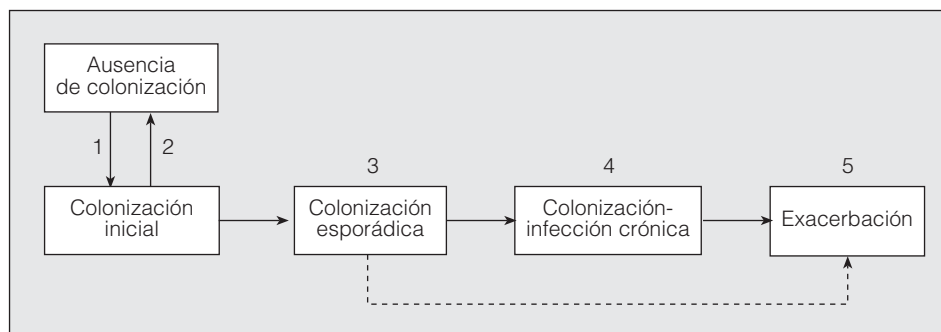 Ausencia
de colonización
1
2
3
4
5
Colonización
inicial
Colonización
esporádica
Colonización-
infección crónica
Exacerbación